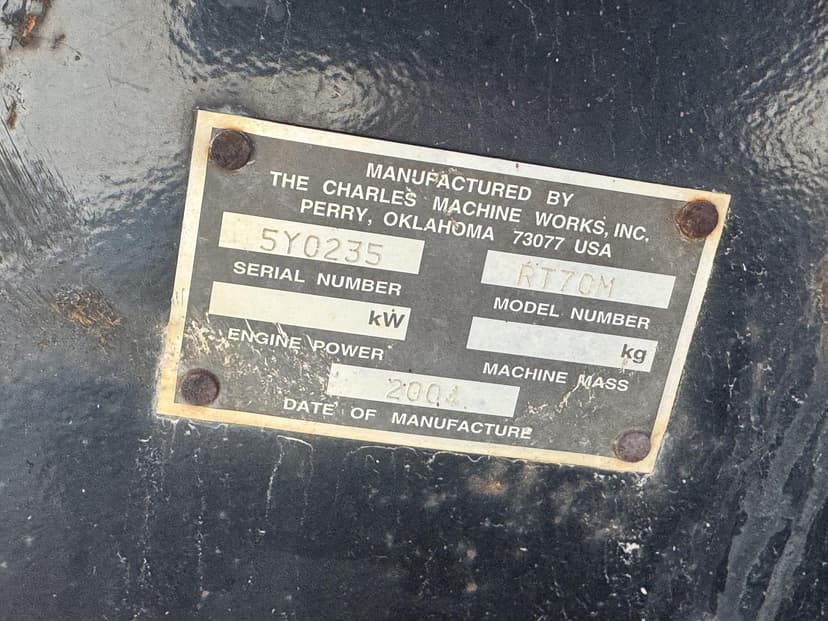 MANUFACTURED BY
THE CHARLES MACHINE WORKS, INC.
PERRY, OKLAHOMA 73077 USA
5Y0235
SERIAL NUMBER
RT70M
MODEL NUMBER
kW
ENGINE POWER
kg
MACHINE MASS
2004
DATE OF MANUFACTURE